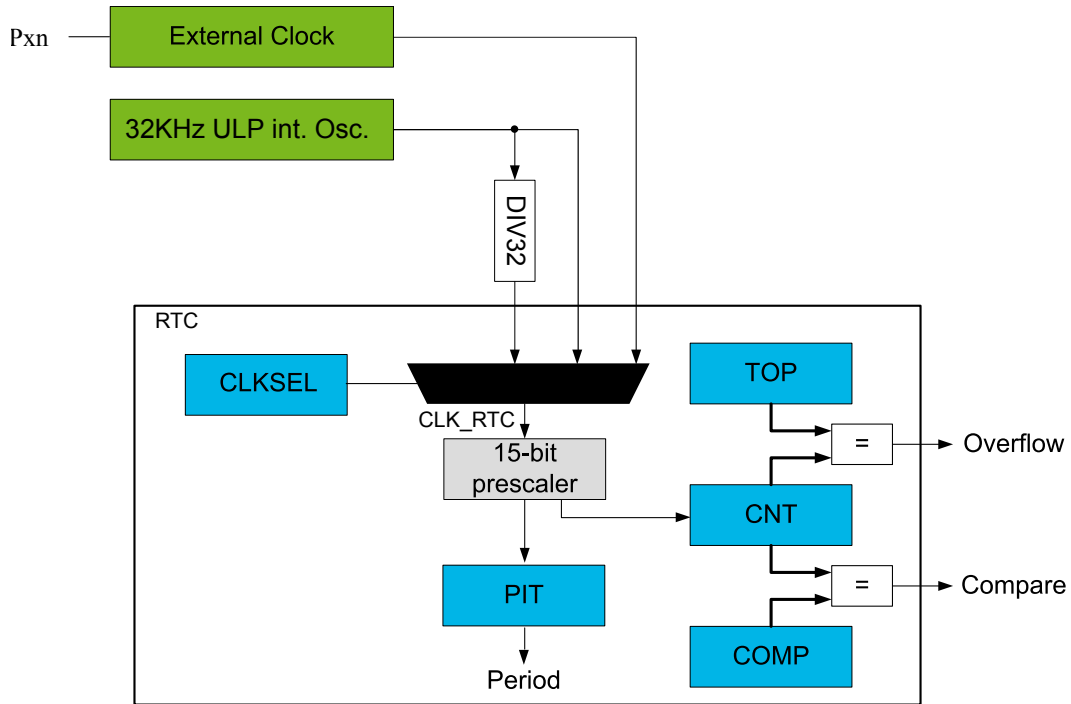 Pxn
External Clock
32KHz ULP int. Osc.
DIV32
RTC
CLKSEL
TOP
CLK_RTC
=
Overflow
15-bit
prescaler
CNT
PIT
=
Compare
COMP
Period